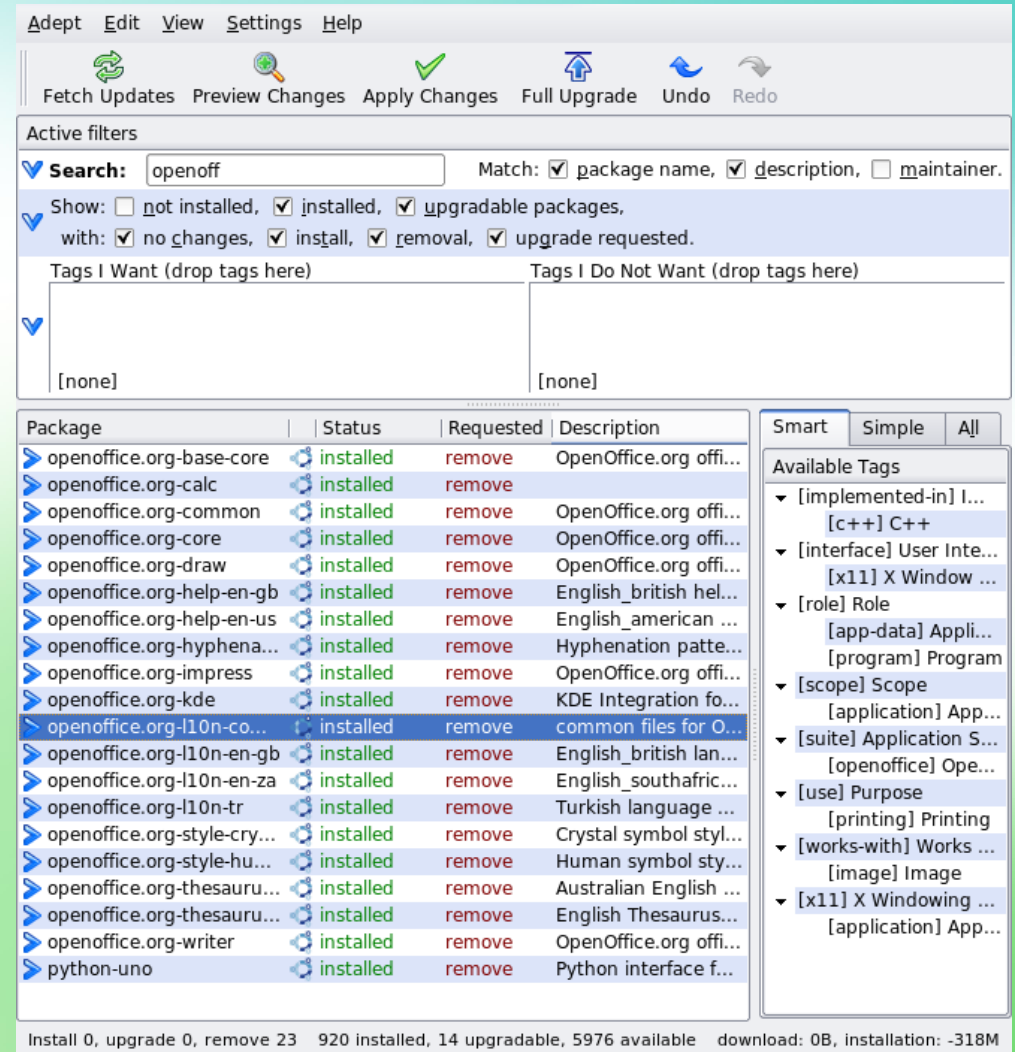 Adept Edit View Settings Help
Fetch Updates Preview Changes Apply Changes Full Upgrade Undo Redo
Active filters
Search: openoff Match: package name, description, maintainer.
Show: not installed, installed, upgradable packages,
with: no changes, install, removal, upgrade requested.
Tags I Want (drop tags here) Tags I Do Not Want (drop tags here)
[none] [none]
Package Status Requested Description
openoffice.org-base-core installed remove OpenOffice.org offi...
openoffice.org-calc installed remove
openoffice.org-common installed remove OpenOffice.org offi...
openoffice.org-core installed remove OpenOffice.org offi...
openoffice.org-draw installed remove OpenOffice.org offi...
openoffice.org-help-en-gb installed remove English_british hel...
openoffice.org-help-en-us installed remove English_american ...
openoffice.org-hyphena... installed remove Hyphenation patte...
openoffice.org-impress installed remove OpenOffice.org offi...
openoffice.org-kde installed remove KDE Integration fo...
openoffice.org-l10n-co... installed remove common files for O...
openoffice.org-l10n-en-gb installed remove English_british lan...
openoffice.org-l10n-en-za installed remove English_southafric...
openoffice.org-l10n-tr installed remove Turkish language ...
openoffice.org-style-cry... installed remove Crystal symbol styl...
openoffice.org-style-hu... installed remove Human symbol sty...
openoffice.org-thesauru... installed remove Australian English ...
openoffice.org-thesauru... installed remove English Thesaurus...
openoffice.org-writer installed remove OpenOffice.org offi...
python-uno installed remove Python interface f...
Smart Simple All
Available Tags
[implemented-in] I...
[c++] C++
[interface] User Inte...
[x11] X Window ...
[role] Role
[app-data] Appli...
[program] Program
[scope] Scope
[application] App...
[suite] Application S...
[openoffice] Ope...
[use] Purpose
[printing] Printing
[works-with] Works ...
[image] Image
[x11] X Windowing ...
[application] App...
Install 0, upgrade 0, remove 23 920 installed, 14 upgradable, 5976 available download: 0B, installation: -318M